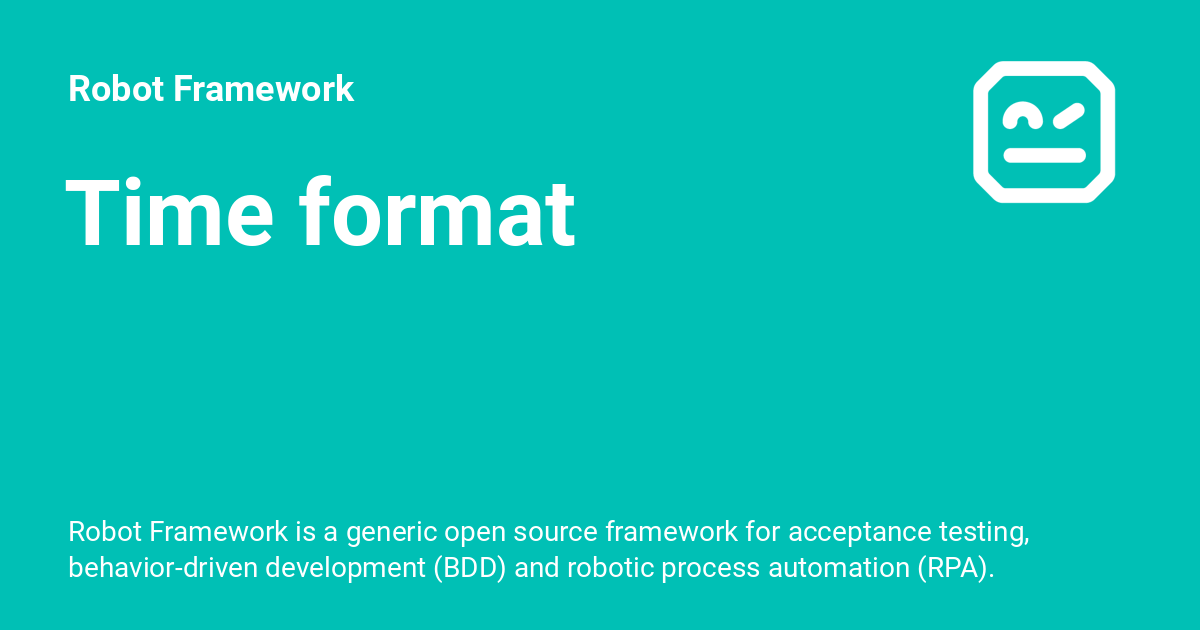 Robot Framework
Time format
Robot Framework is a generic open source framework for acceptance testing,
behavior-driven development (BDD) and robotic process automation (RPA).